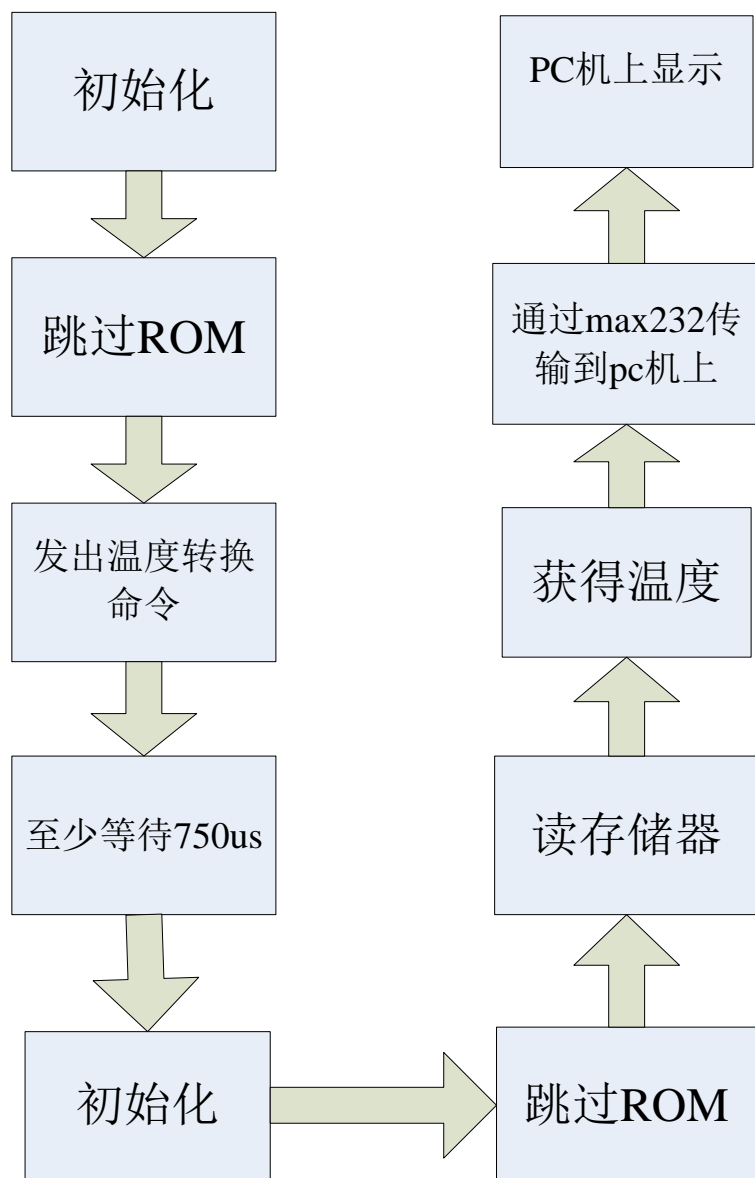 初始化
跳过ROM
发出温度转换
命令
至少等待750us
初始化
跳过ROM
读存储器
获得温度
通过max232传
输到pc机上
PC机上显示